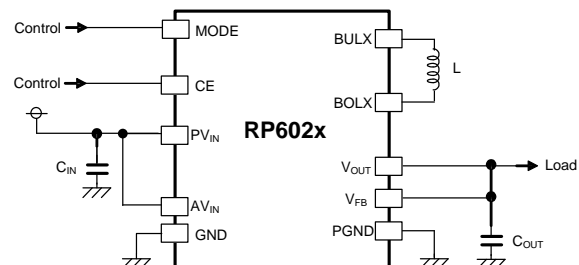 Control
MODE
BULX
L
Control
CE
BOLX
RP602x
PVIN
CIN
VOUT
Load
VFB
AVIN
GND
PGND
COUT